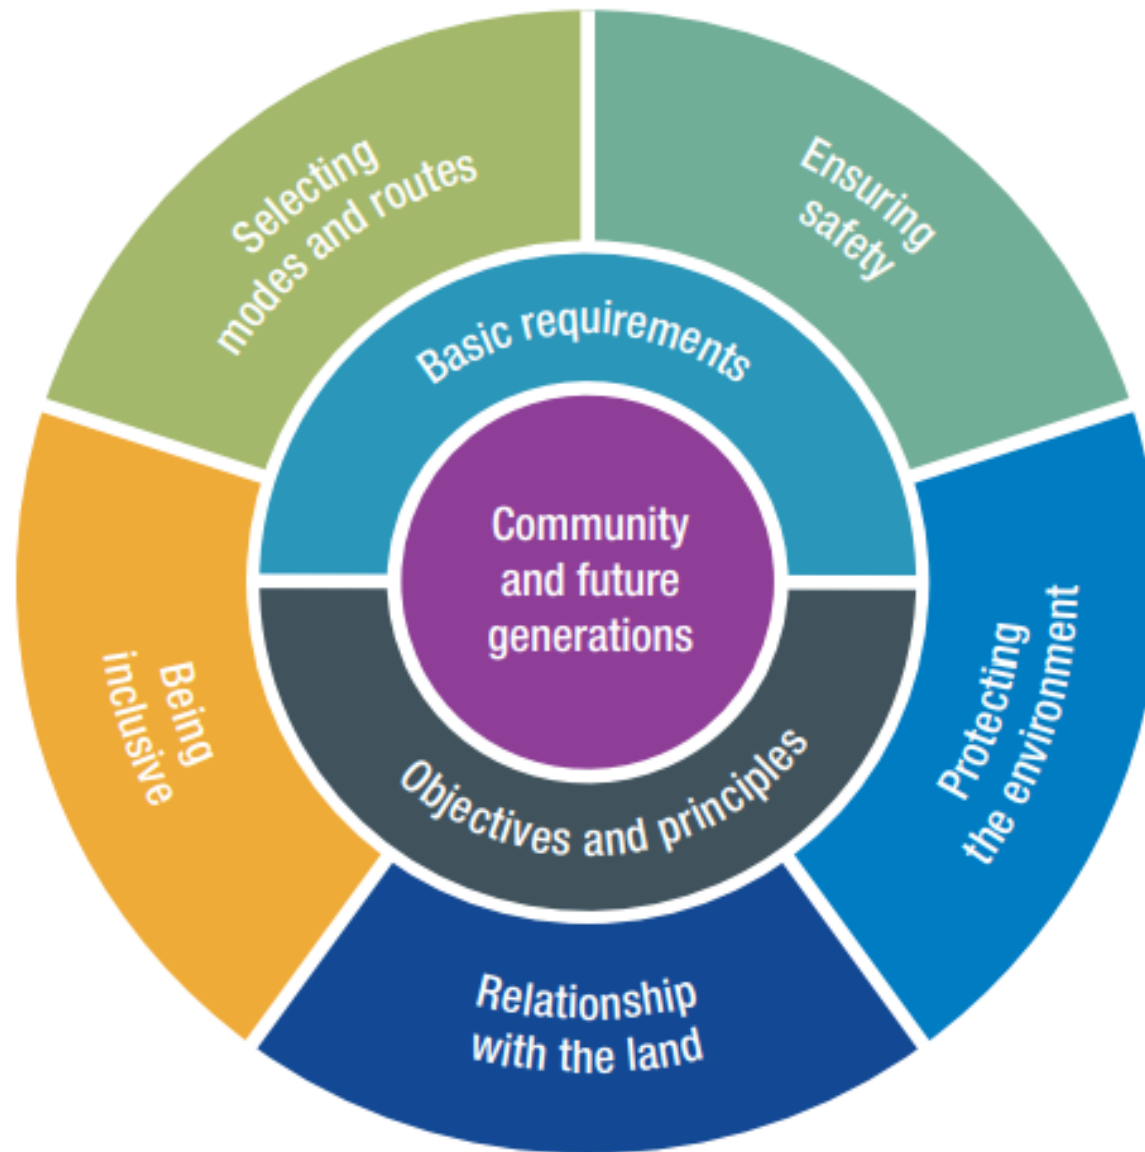 Selecting
modes and routes
Ensuring
safety
Basic requirements
Community
and future
generations
Being
inclusive
Objectives and principles
Protecting
the environment
Relationship
with the land